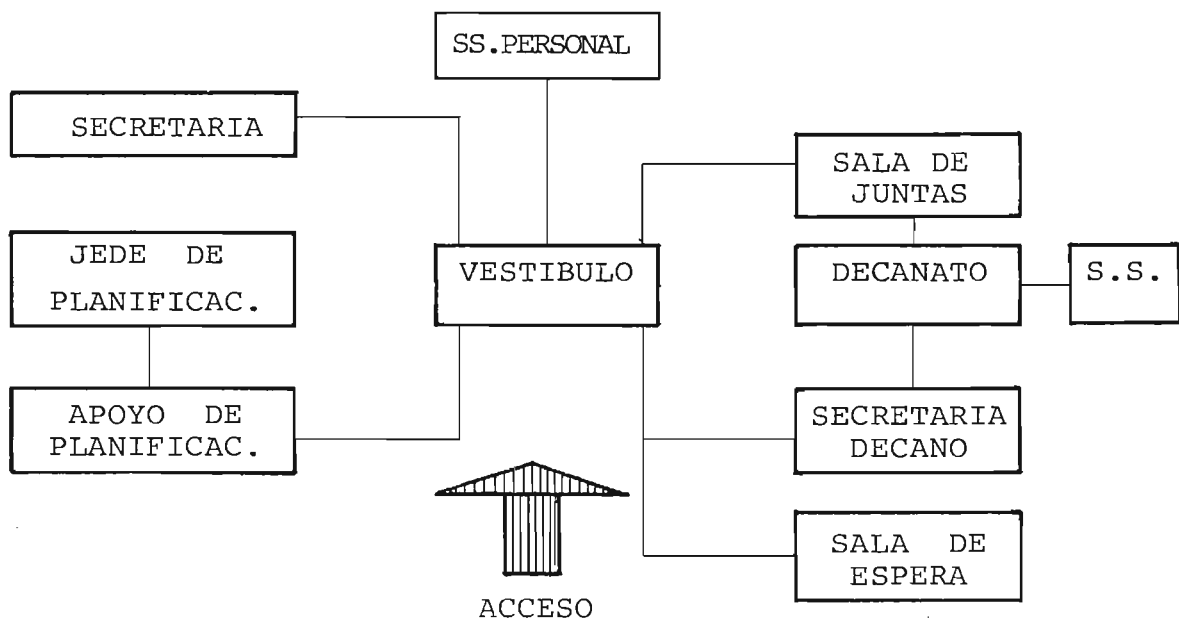 SS.PERSONAL
SECRETARIA
SALA DE
JUNTAS
JEDE DE
PLANIFICAC.
VESTIBULO
DECANATO
S.S.
APOYO DE
PLANIFICAC.
SECRETARIA
DECANO
SALA DE
ESPERA
ACCESO